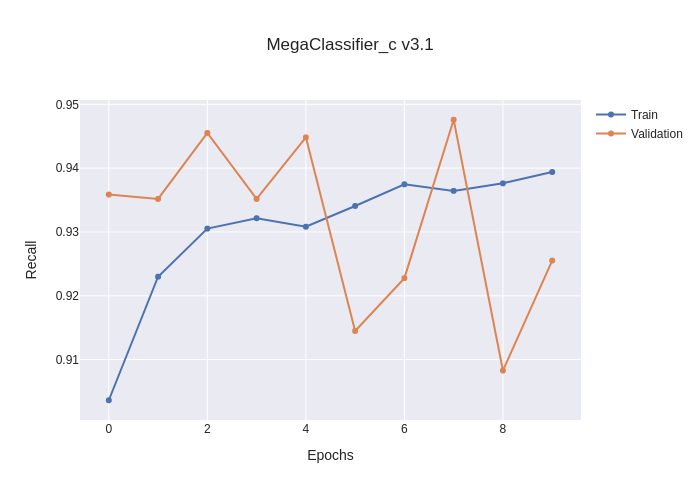 MegaClassifier_c v3.1
Train
Validation
0.95
0.94
0.93
0.92
0.91
Recall
0 2 4 6 8
Epochs